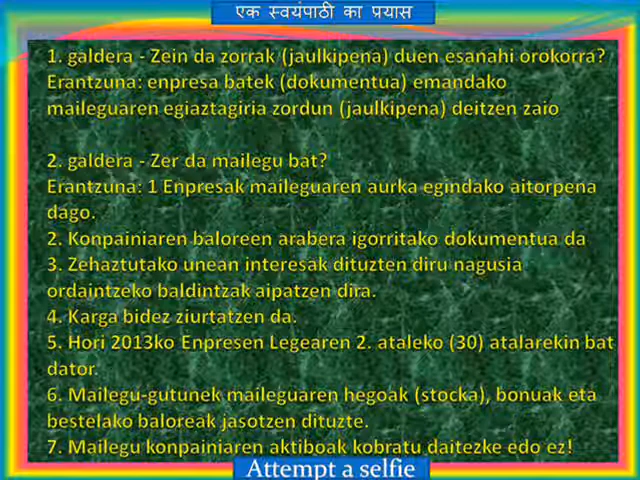 एक स्वयंपाठी का प्रयास
1. galdera - Zein da zorrak (jaulkipena) duen esanahi orokorra?
Erantzuna: enpresa batek (dokumentua) emandako
maileguaren egiaztagiria zordun (jaulkipena) deitzen zaio
2. galdera - Zer da mailegu bat?
Erantzuna: 1 Enpresak maileguaren aurka egindako aitorpena
dago.
2. Konpainiaren baloreen arabera igorritako dokumentua da
3. Zehaztutako unean interesak dituzten diru nagusia
ordaintzeko baldintzak aipatzen dira.
4. Karga bidez ziurtatzen da.
5. Hori 2013ko Enpresen Legearen 2. ataleko (30) atalarekin bat
dator.
6. Mailegu-gutunek maileguaren hegoak (stocka), bonuak eta
bestelako baloreak jasotzen dituzte.
7. Mailegu konpainiaren aktiboak kobratu daitezke edo ez!
Attempt a selfie